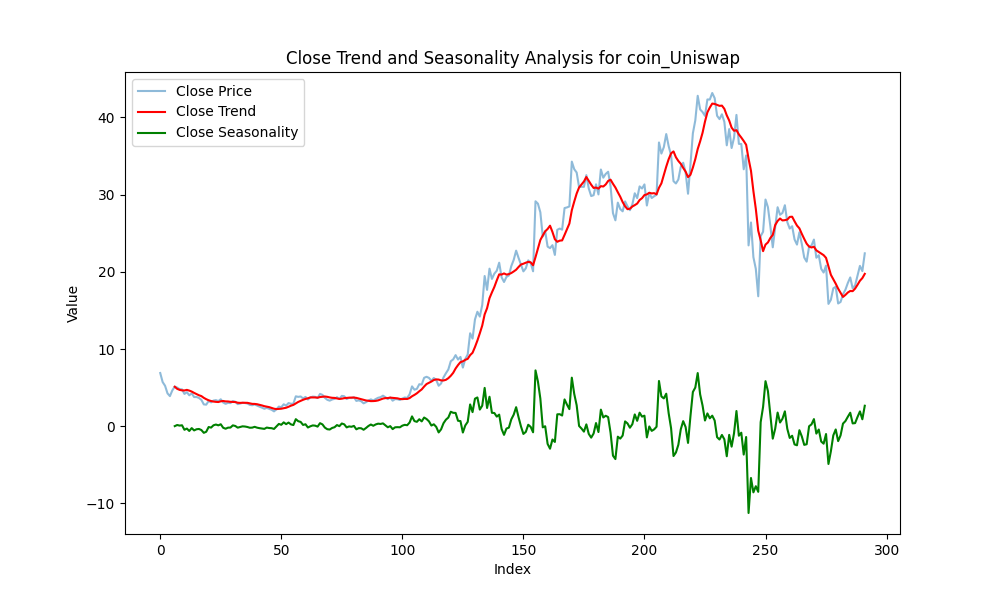 Close Trend and Seasonality Analysis for coin_Uniswap
Close Price
Close Trend
Close Seasonality
40
30
20
10
0
−10
Value
0 50 100 150 200 250 300
Index